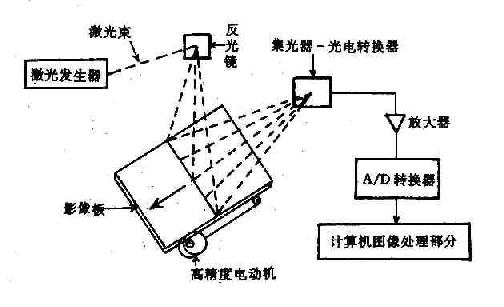 激光束
反光镜
集光器－光电转换器
激光发生器
放大器
A/D 转换器
影像板
计算机图像处理部分
高精度电动机